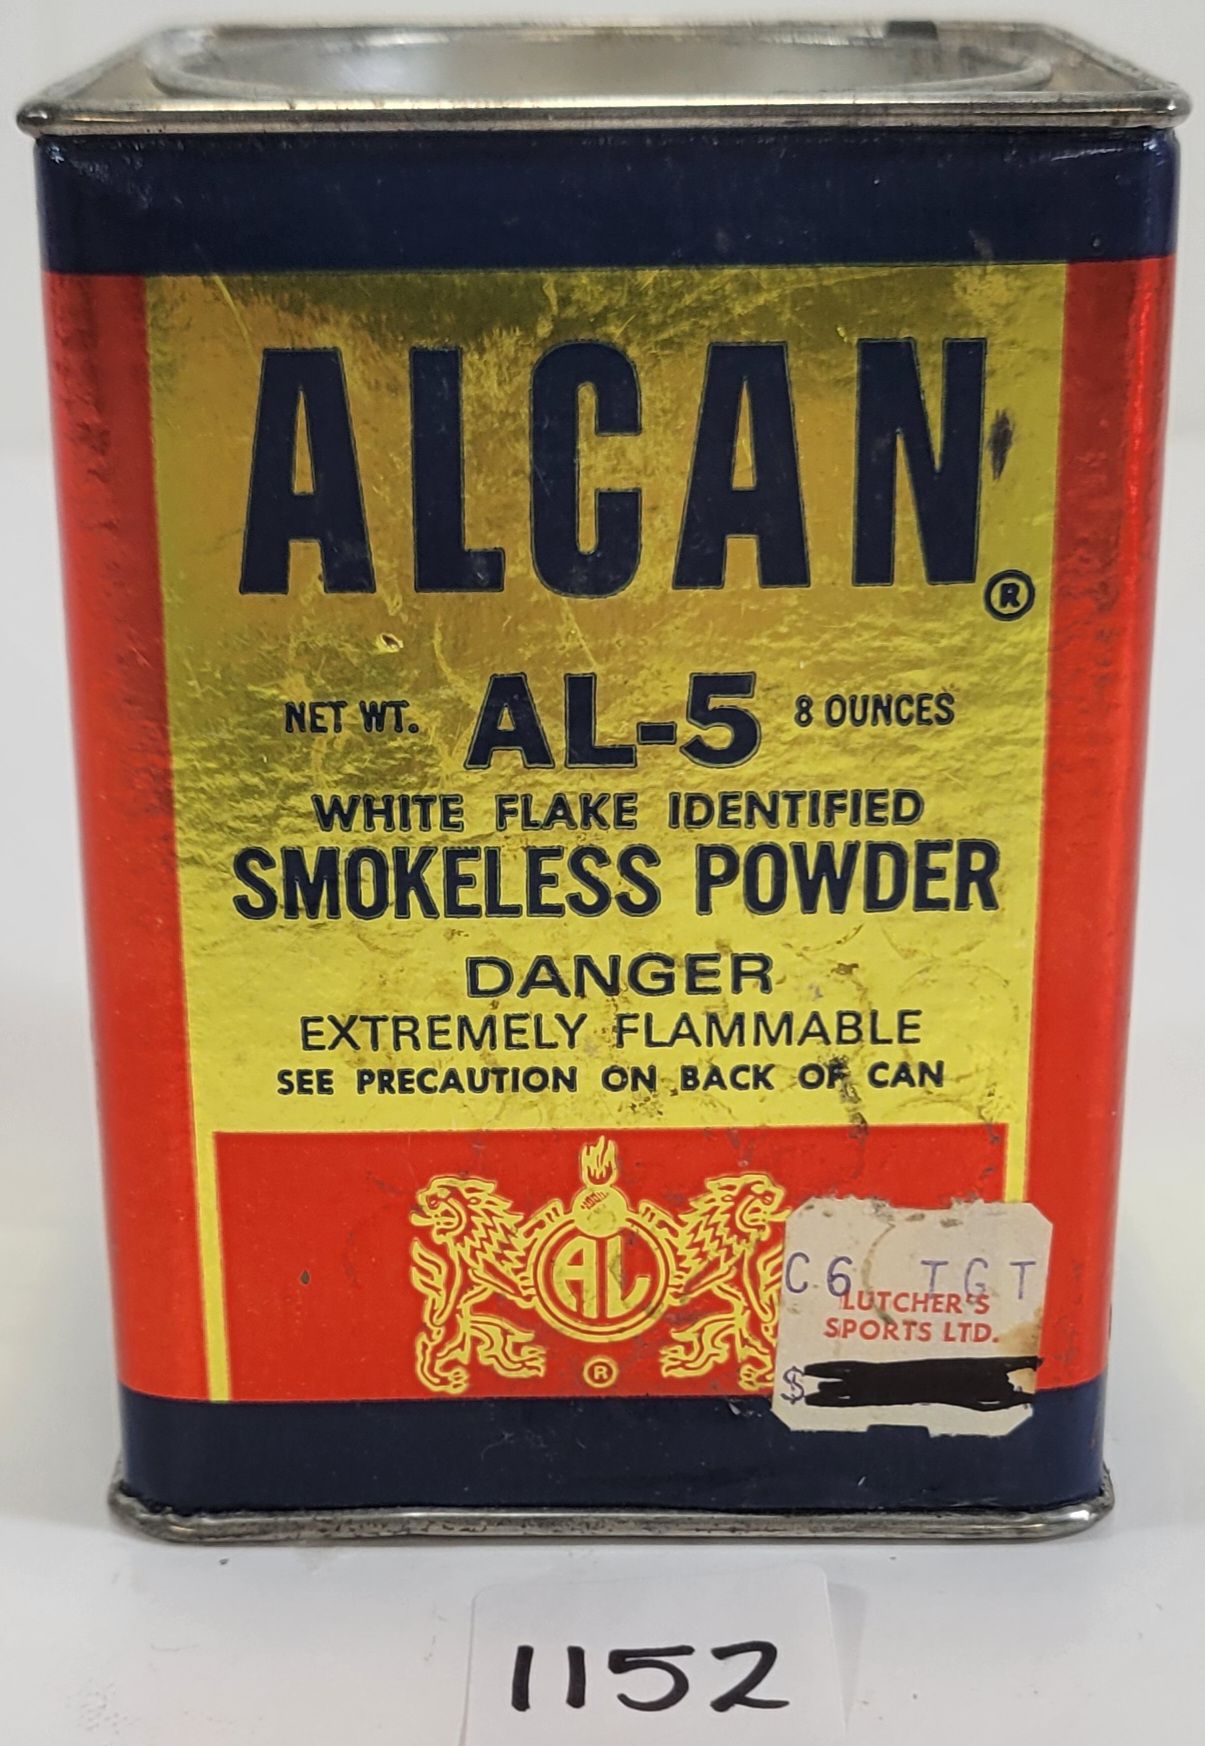 ALCAN®
NET WT. AL-5 8 OUNCES
WHITE FLAKE IDENTIFIED
SMOKELESS POWDER
DANGER
EXTREMELY FLAMMABLE
SEE PRECAUTION ON BACK OF CAN
AL
®
C6 TGT
LUTCHER'S
SPORTS LTD.
$
1152